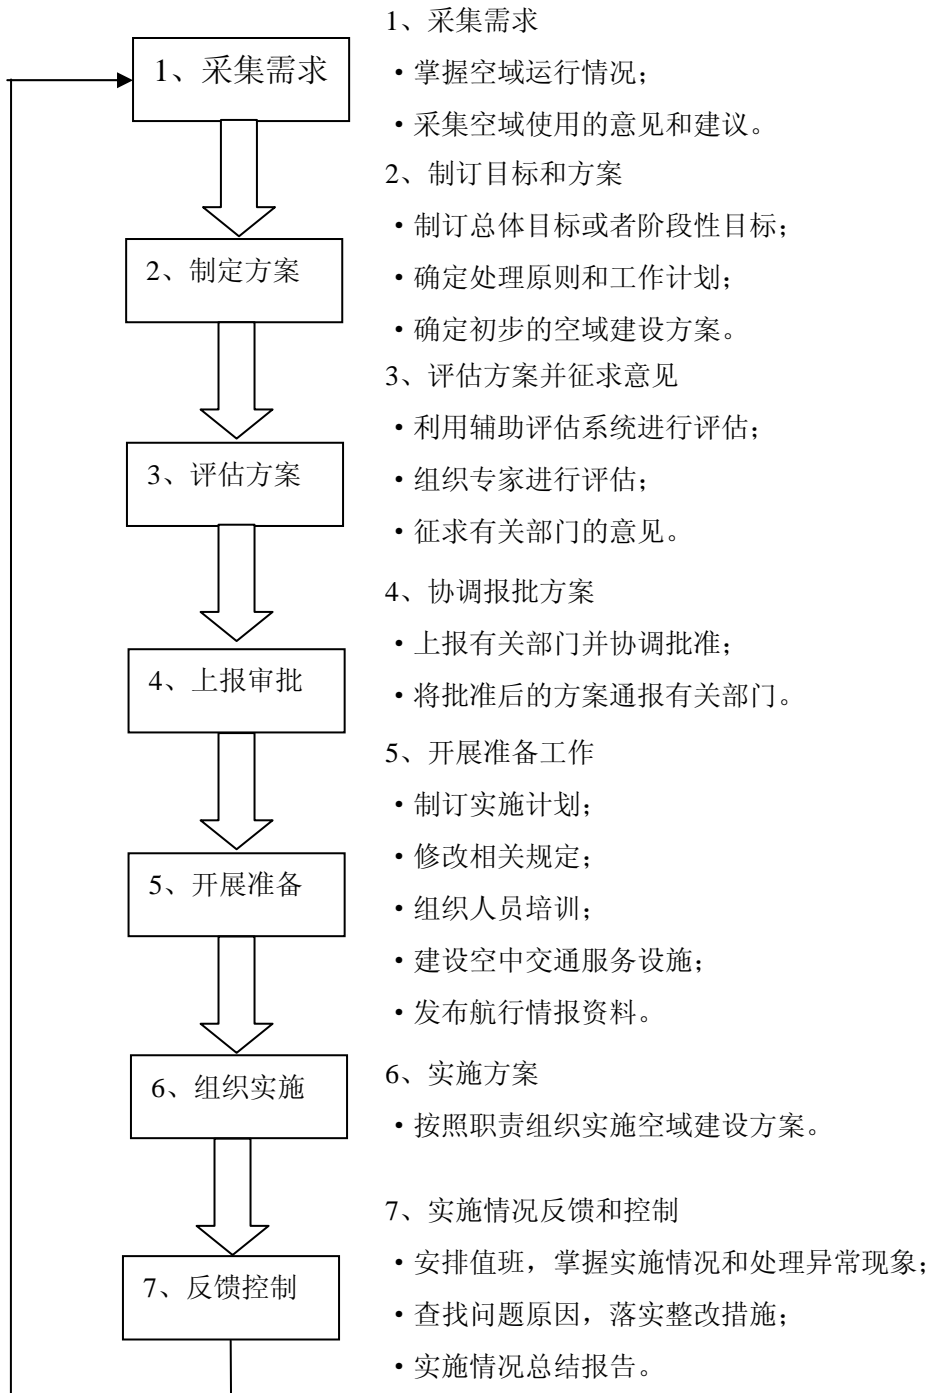 1、采集需求
1、采集需求
·掌握空域运行情况；
·采集空域使用的意见和建议。
2、制订目标和方案
·制订总体目标或者阶段性目标；
2、制定方案
·确定处理原则和工作计划；
·确定初步的空域建设方案。
3、评估方案并征求意见
·利用辅助评估系统进行评估；
3、评估方案
·组织专家进行评估；
·征求有关部门的意见。
4、协调报批方案
·上报有关部门并协调批准；
4、上报审批
·将批准后的方案通报有关部门。
5、开展准备工作
·制订实施计划；
·修改相关规定；
5、开展准备
·组织人员培训；
·建设空中交通服务设施；
·发布航行情报资料。
6、实施方案
6、组织实施
·按照职责组织实施空域建设方案。
7、实施情况反馈和控制
·安排值班，掌握实施情况和处理异常现象；
7、反馈控制
·查找问题原因，落实整改措施；
·实施情况总结报告。